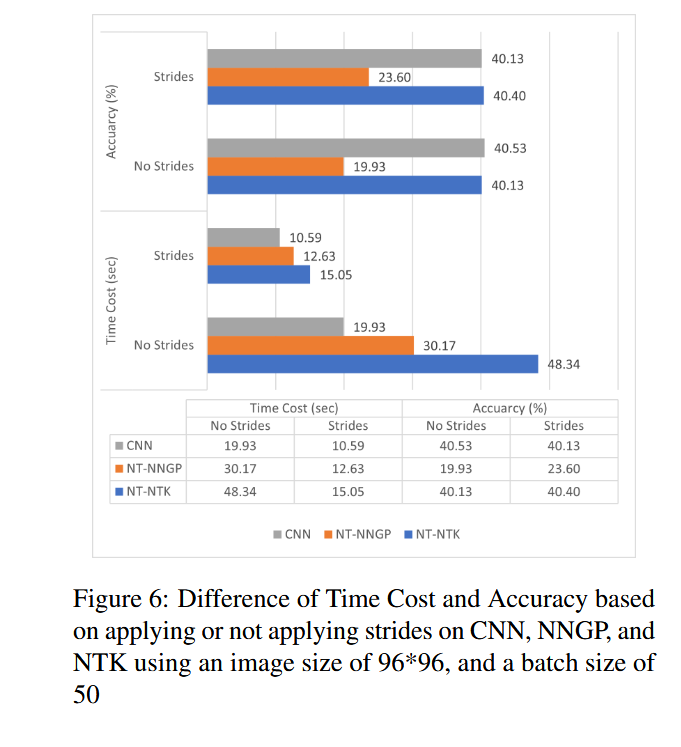 Accuarcy (%)
Strides
40.13
23.60
40.40
No Strides
40.53
19.93
40.13
Time Cost (sec)
Strides
10.59
12.63
15.05
No Strides
19.93
30.17
48.34
Time Cost (sec) Accuarcy (%)
No Strides Strides No Strides Strides
CNN 19.93 10.59 40.53 40.13
NT-NNGP 30.17 12.63 19.93 23.60
NT-NTK 48.34 15.05 40.13 40.40
CNN NT-NNGP NT-NTK
Figure 6: Difference of Time Cost and Accuracy based
on applying or not applying strides on CNN, NNGP, and
NTK using an image size of 96*96, and a batch size of
50